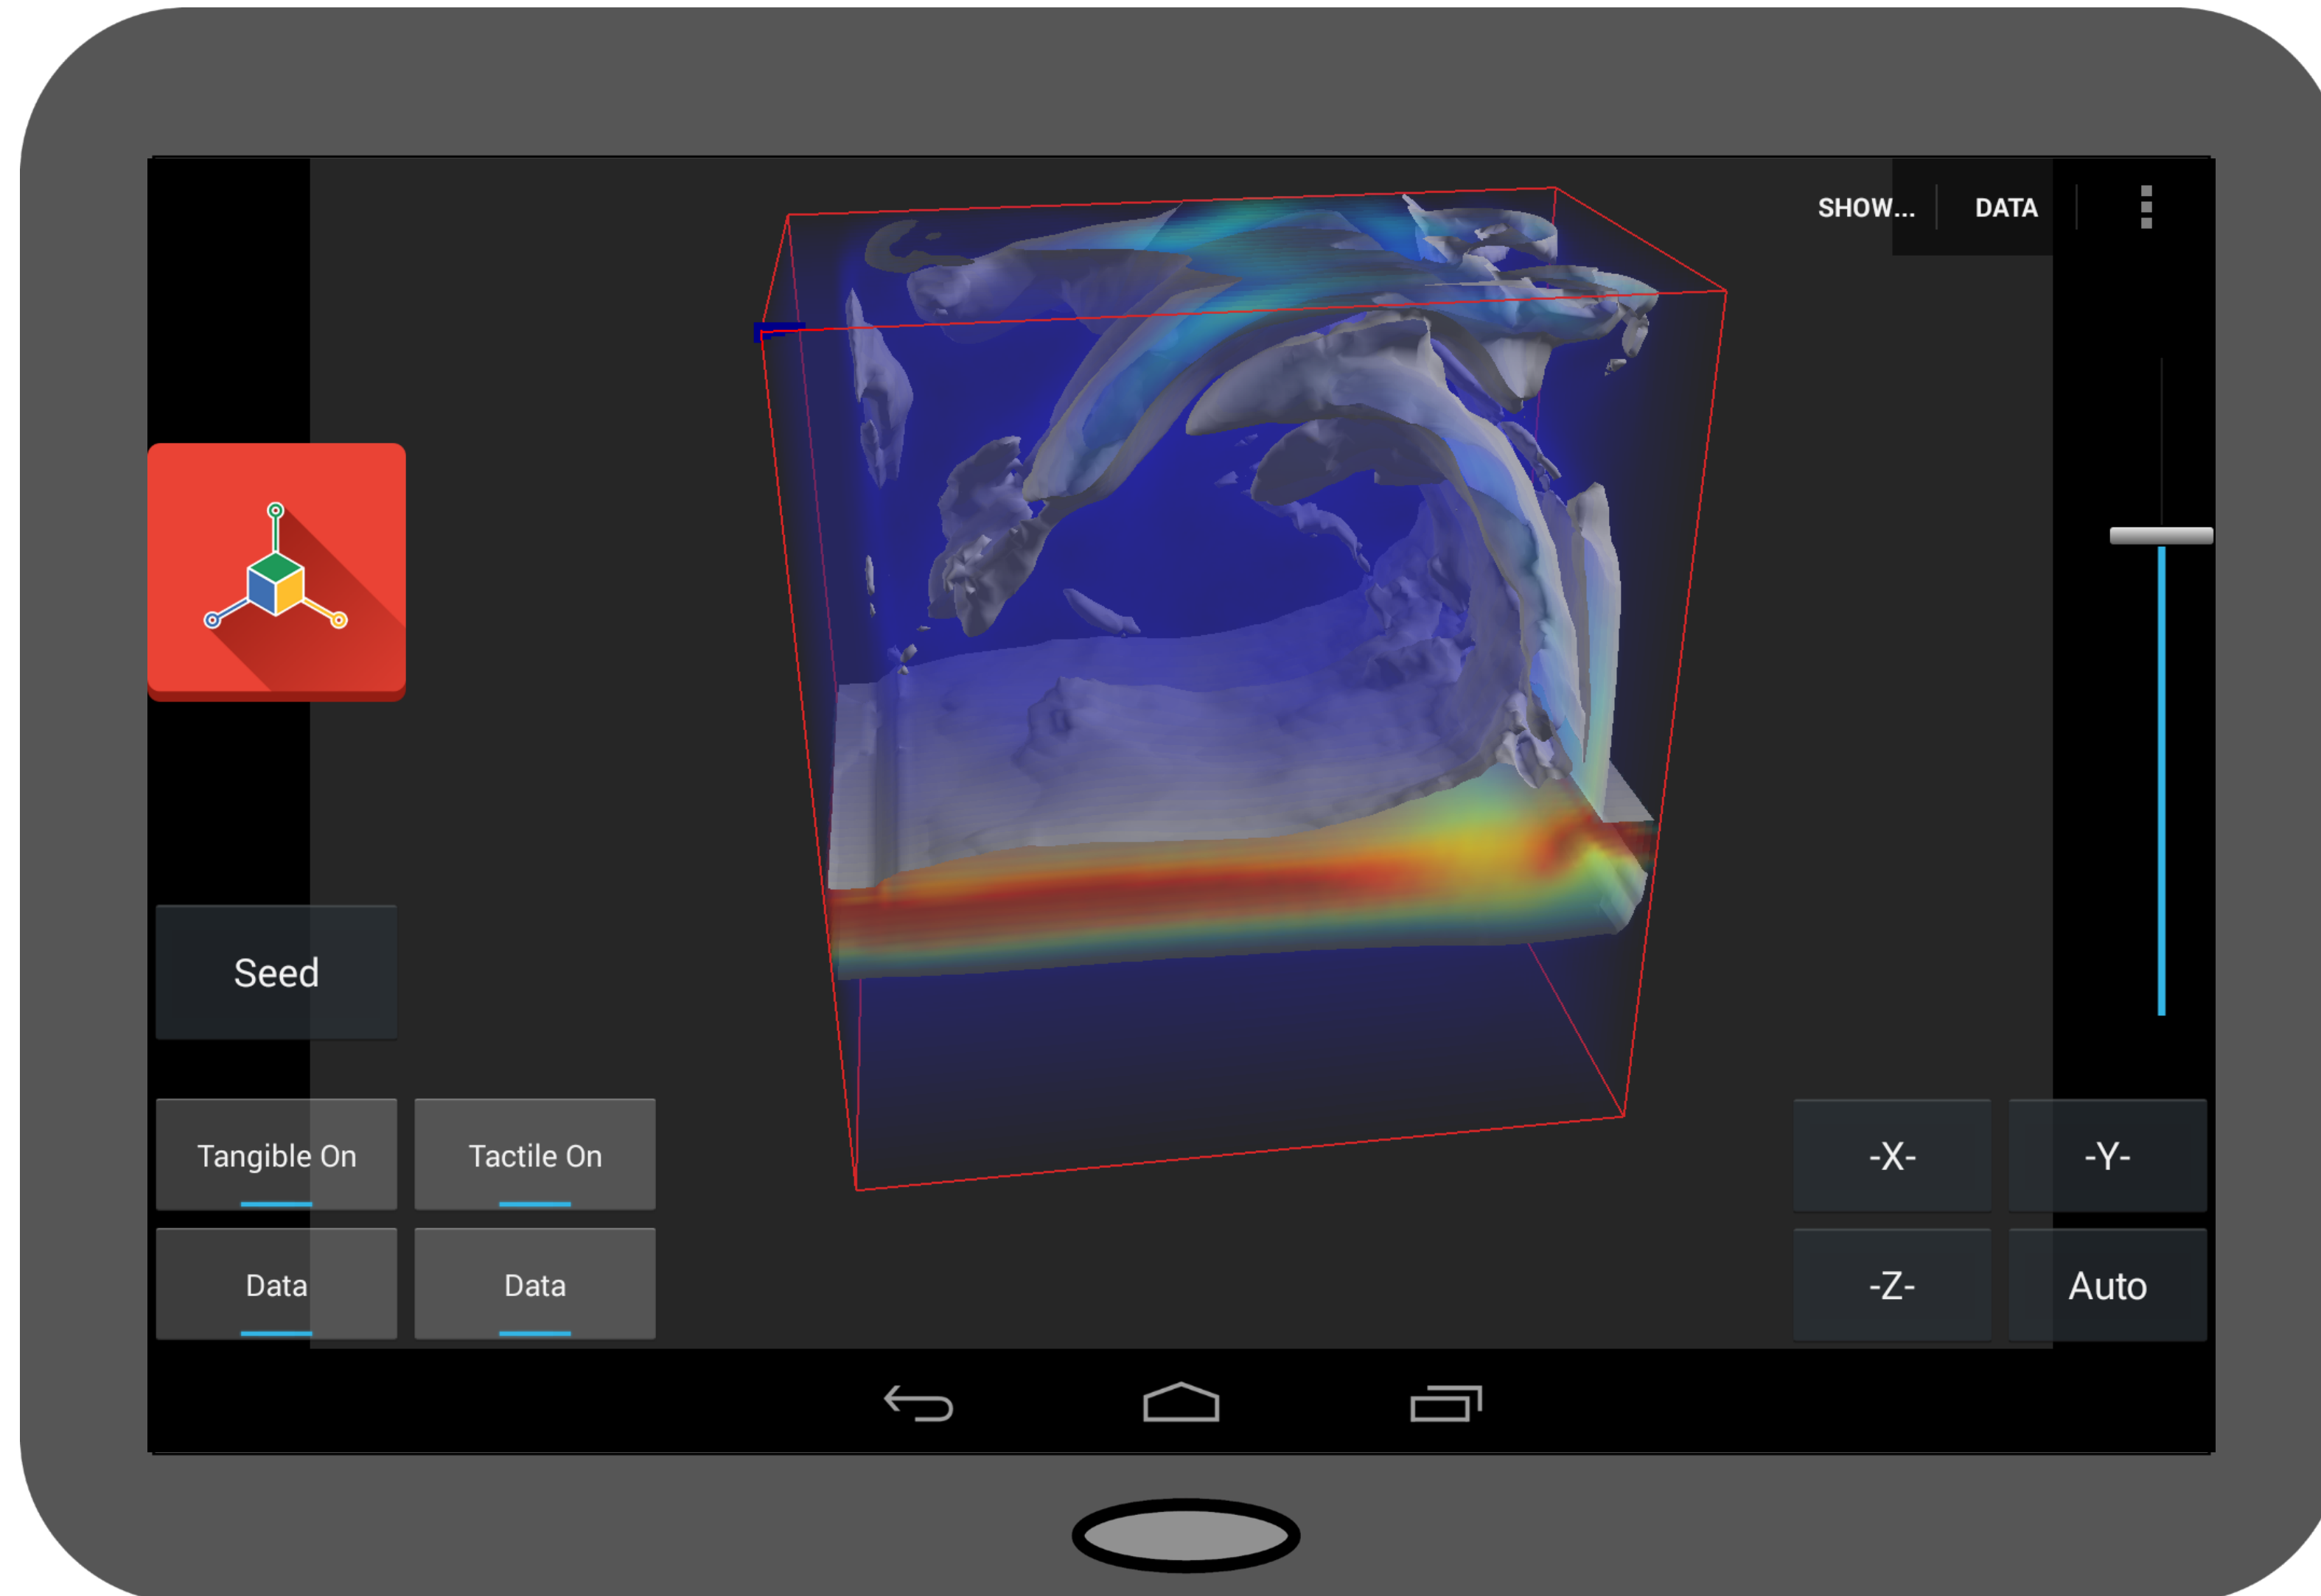 SHOW... DATA
Seed
Tangible On Tactile On -X- -Y-
Data Data -Z- Auto